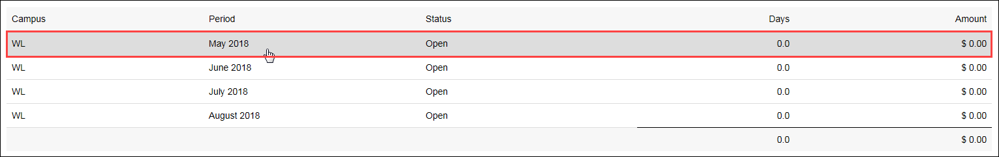 Campus Period Status Days Amount
WL May 2018 Open 0.0 $ 0.00
WL June 2018 Open 0.0 $ 0.00
WL July 2018 Open 0.0 $ 0.00
WL August 2018 Open 0.0 $ 0.00
0.0 $ 0.00